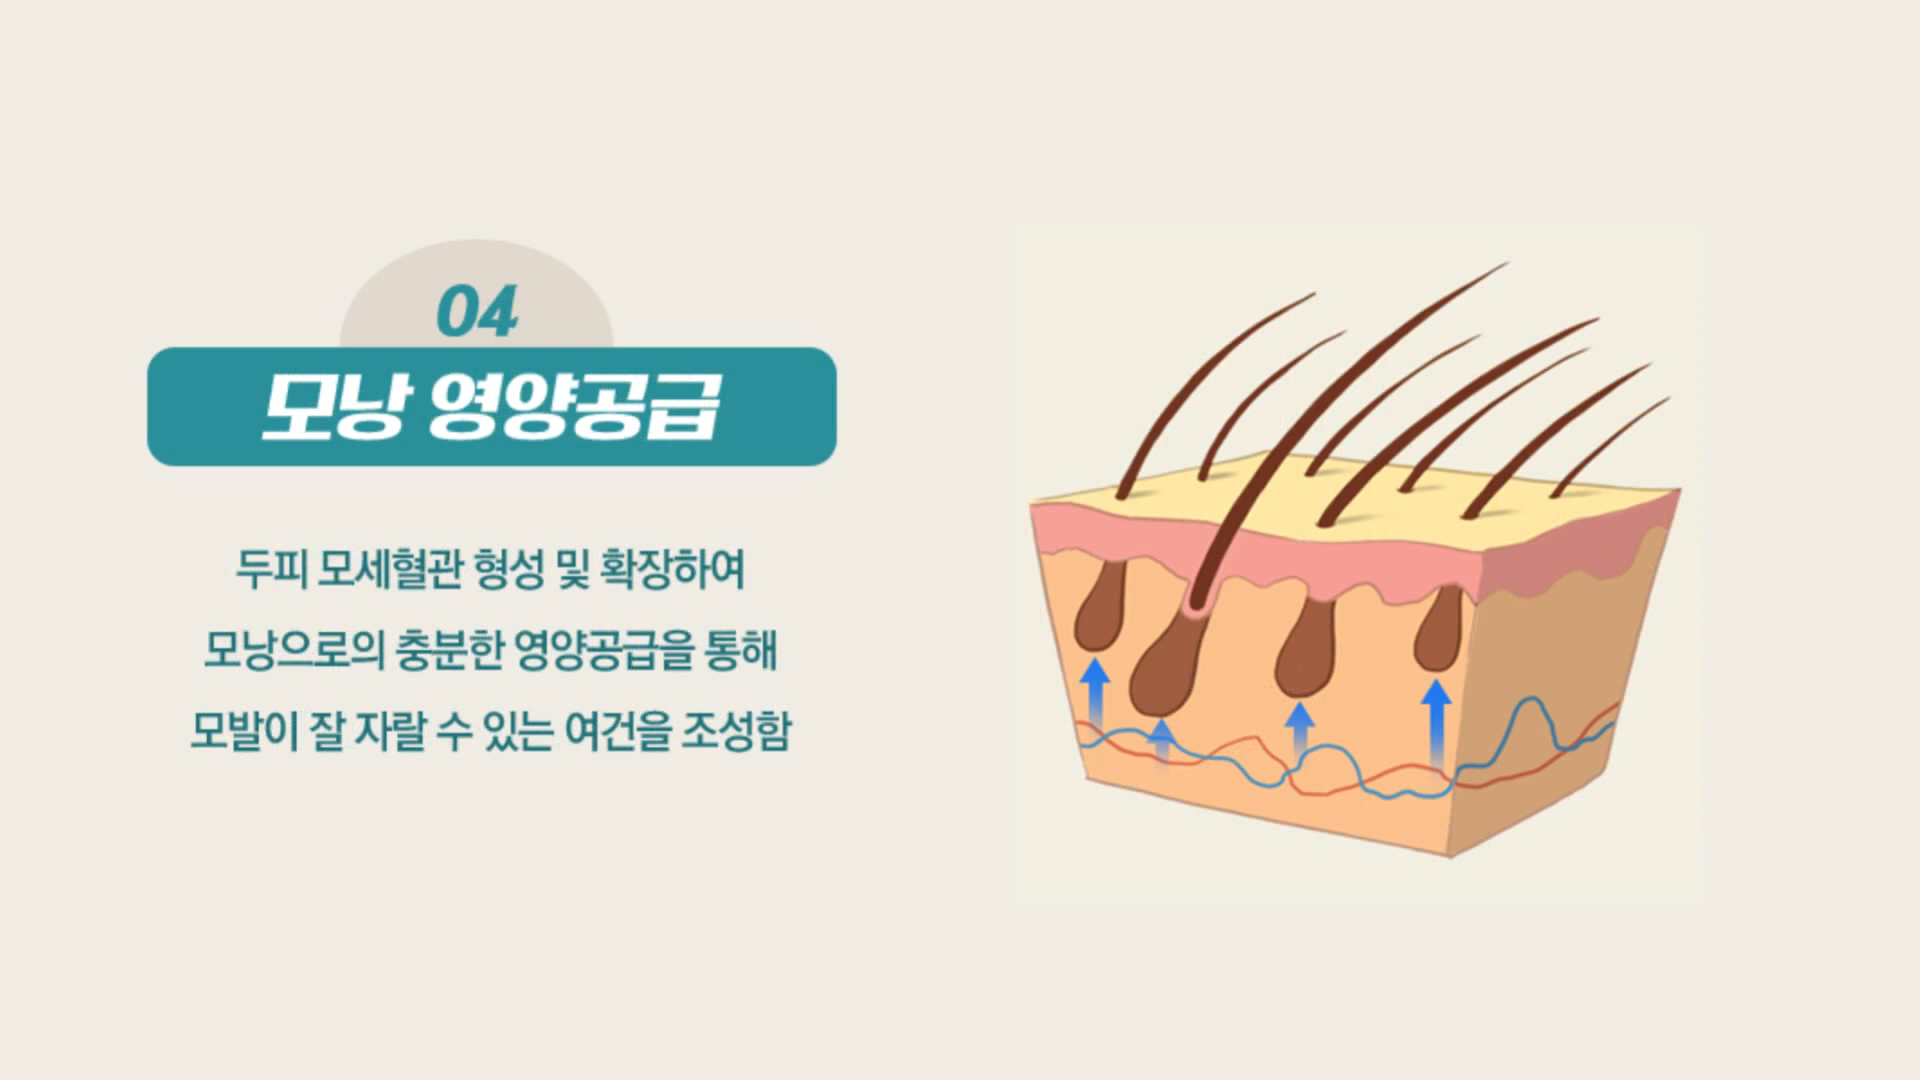 04
모낭 영양공급
두피 모세혈관 형성 및 확장하여
모낭으로의 충분한 영양공급을 통해
모발이 잘 자랄 수 있는 여건을 조성함